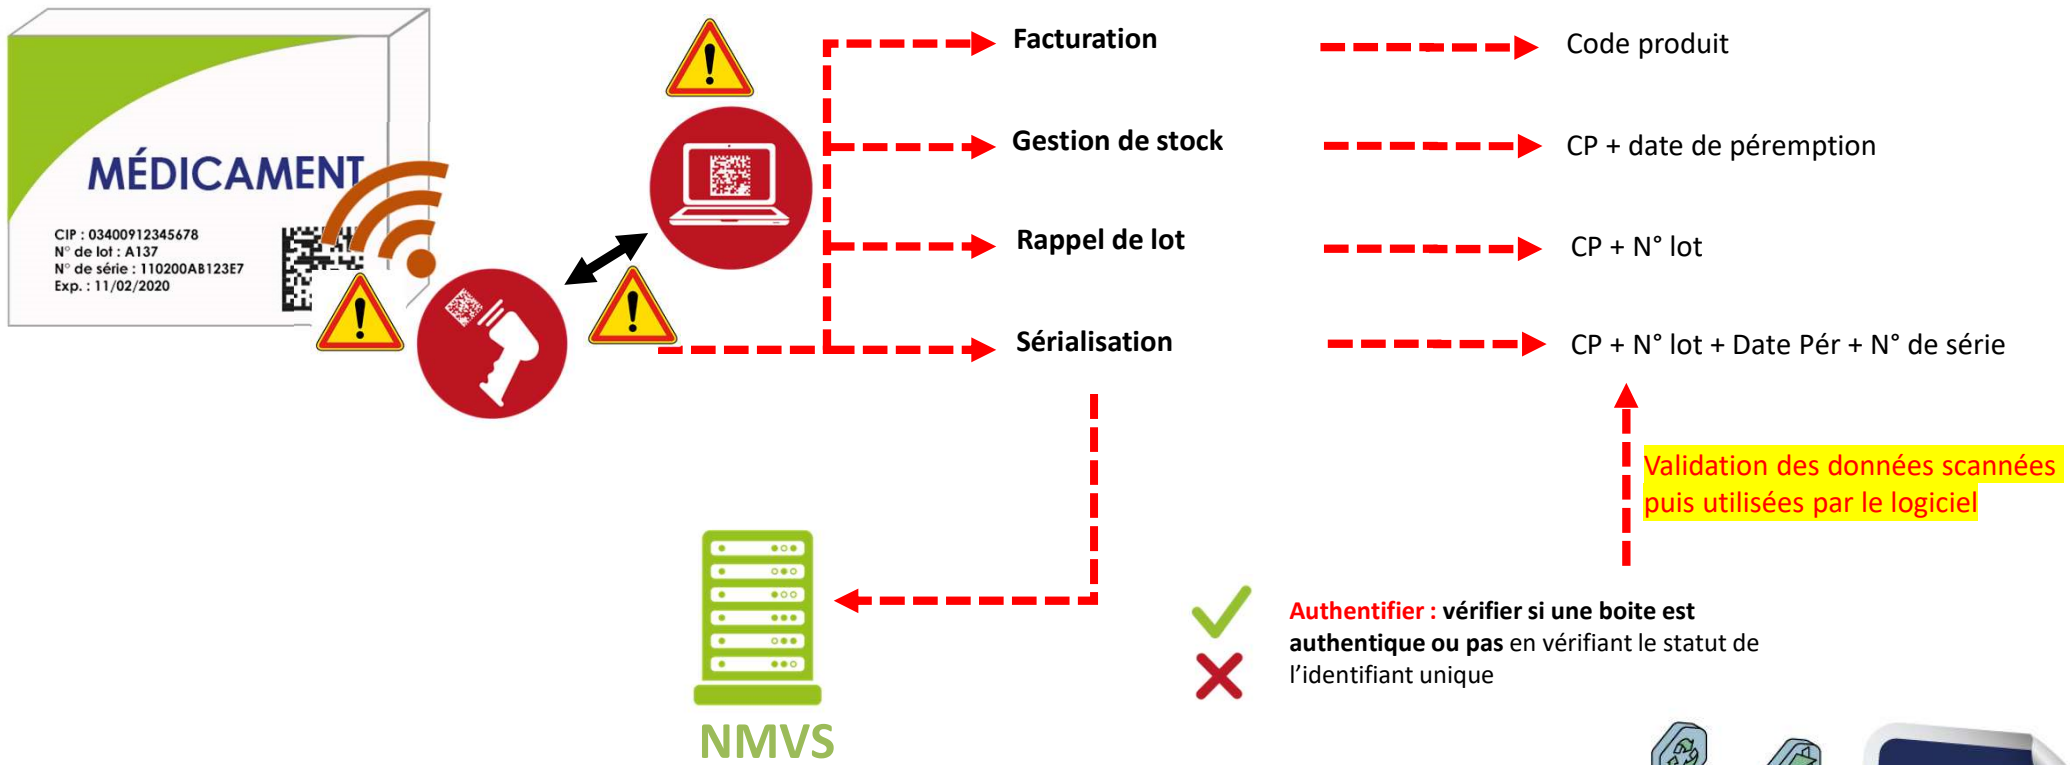 MÉDICAMENT
CIP : 03400912345678
N° de lot : A137
N° de série : 110200AB123E7
Exp. : 11/02/2020
Facturation
Code produit
Gestion de stock
CP + date de péremption
Rappel de lot
CP + N° lot
Sérialisation
CP + N° lot + Date Pér + N° de série
Validation des données scannées
puis utilisées par le logiciel
NMVS
Authentifier : vérifier si une boite est
authentique ou pas en vérifiant le statut de
l'identifiant unique